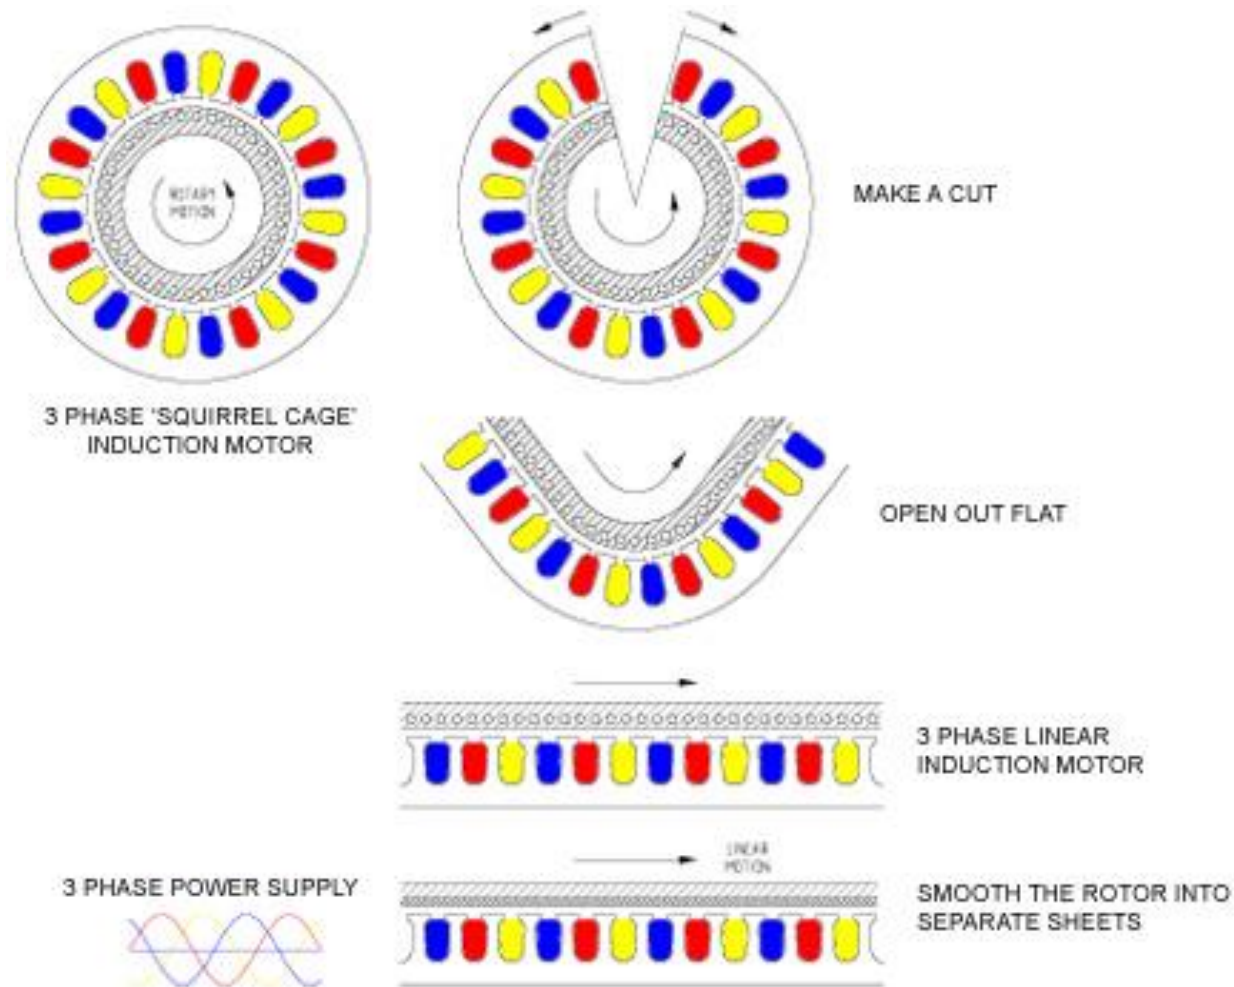 ROTARY
MOTION
MAKE A CUT
3 PHASE 'SQUIRREL CAGE'
INDUCTION MOTOR
OPEN OUT FLAT
3 PHASE LINEAR
INDUCTION MOTOR
LINEAR
MOTION
3 PHASE POWER SUPPLY
SMOOTH THE ROTOR INTO
SEPARATE SHEETS